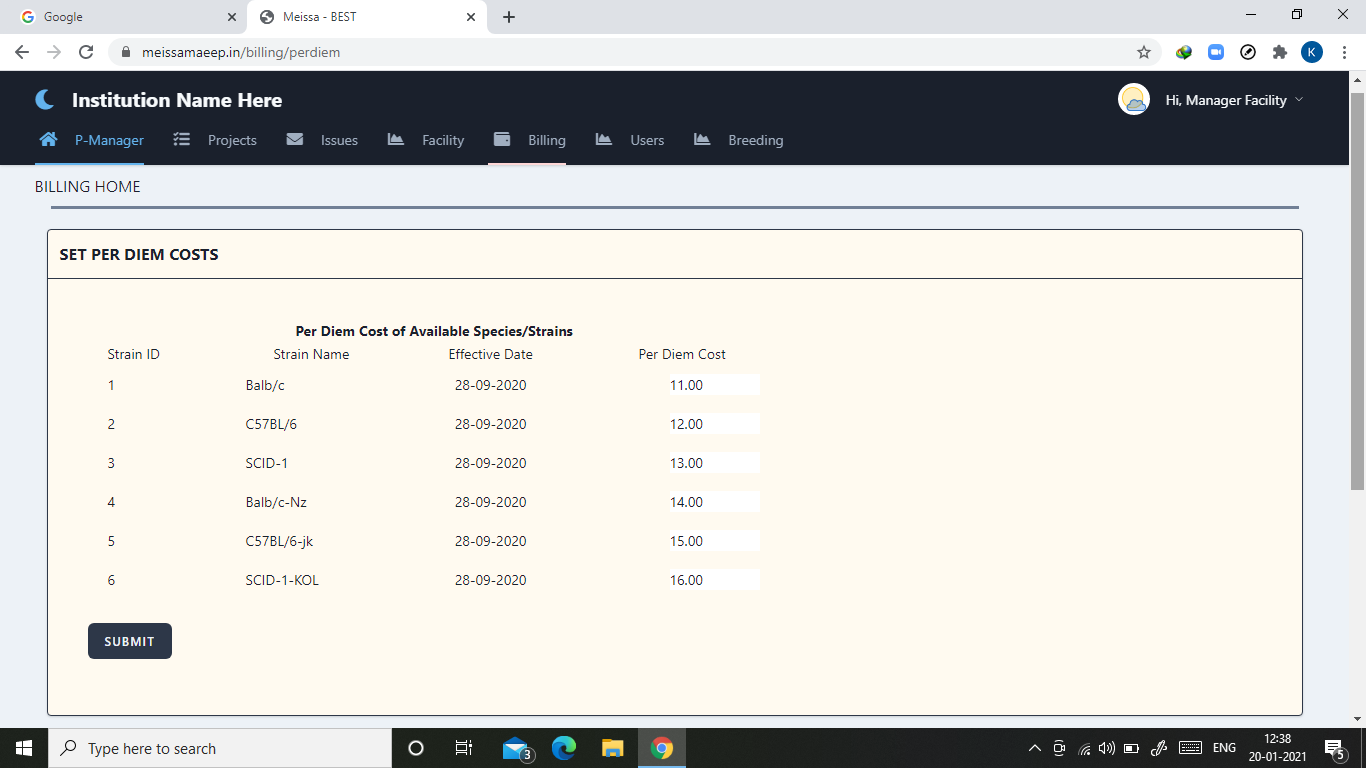 Google
Meissa - BEST
meissamaeep.in/billing/perdiem
K
Institution Name Here
Hi, Manager Facility
P-Manager Projects Issues Facility Billing Users Breeding
BILLING HOME
SET PER DIEM COSTS
Per Diem Cost of Available Species/Strains
Strain ID Strain Name Effective Date Per Diem Cost
1 Balb/c 28-09-2020 11.00
2 C57BL/6 28-09-2020 12.00
3 SCID-1 28-09-2020 13.00
4 Balb/c-Nz 28-09-2020 14.00
5 C57BL/6-jk 28-09-2020 15.00
6 SCID-1-KOL 28-09-2020 16.00
SUBMIT
Type here to search
3
ENG
12:38
20-01-2021
5